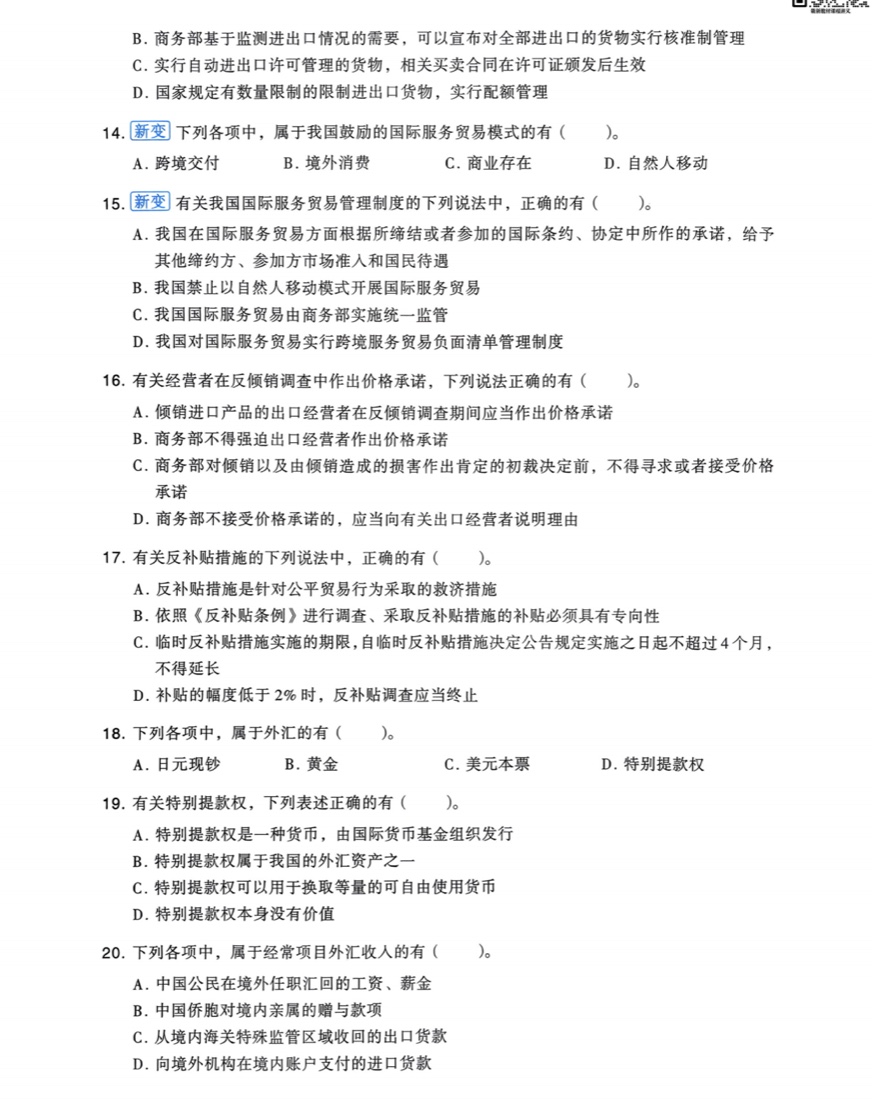 B. 商务部基于监测进出口情况的需要，可以宣布对全部进出口的货物实行核准制管理
C. 实行自动进出口许可管理的货物，相关买卖合同在许可证颁发后生效
D. 国家规定有数量限制的限制进出口货物，实行配额管理
14. 新变 下列各项中，属于我国鼓励的国际服务贸易模式的有（　　）。
A. 跨境交付　B. 境外消费　C. 商业存在　D. 自然人移动
15. 新变 有关我国国际服务贸易管理制度的下列说法中，正确的有（　　）。
A. 我国在国际服务贸易方面根据所缔结或者参加的国际条约、协定中所作的承诺，给予
其他缔约方、参加方市场准入和国民待遇
B. 我国禁止以自然人移动模式开展国际服务贸易
C. 我国国际服务贸易由商务部实施统一监管
D. 我国对国际服务贸易实行跨境服务贸易负面清单管理制度
16. 有关经营者在反倾销调查中作出价格承诺，下列说法正确的有（　　）。
A. 倾销进口产品的出口经营者在反倾销调查期间应当作出价格承诺
B. 商务部不得强迫出口经营者作出价格承诺
C. 商务部对倾销以及由倾销造成的损害作出肯定的初裁决定前，不得寻求或者接受价格
承诺
D. 商务部不接受价格承诺的，应当向有关出口经营者说明理由
17. 有关反补贴措施的下列说法中，正确的有（　　）。
A. 反补贴措施是针对公平贸易行为采取的救济措施
B. 依照《反补贴条例》进行调查、采取反补贴措施的补贴必须具有专向性
C. 临时反补贴措施实施的期限，自临时反补贴措施决定公告规定实施之日起不超过4个月，
不得延长
D. 补贴的幅度低于2%时，反补贴调查应当终止
18. 下列各项中，属于外汇的有（　　）。
A. 日元现钞　B. 黄金　C. 美元本票　D. 特别提款权
19. 有关特别提款权，下列表述正确的有（　　）。
A. 特别提款权是一种货币，由国际货币基金组织发行
B. 特别提款权属于我国的外汇资产之一
C. 特别提款权可以用于换取等量的可自由使用货币
D. 特别提款权本身没有价值
20. 下列各项中，属于经常项目外汇收入的有（　　）。
A. 中国公民在境外任职汇回的工资、薪金
B. 中国侨胞对境内亲属的赠与款项
C. 从境内海关特殊监管区域收回的出口货款
D. 向境外机构在境内账户支付的进口货款